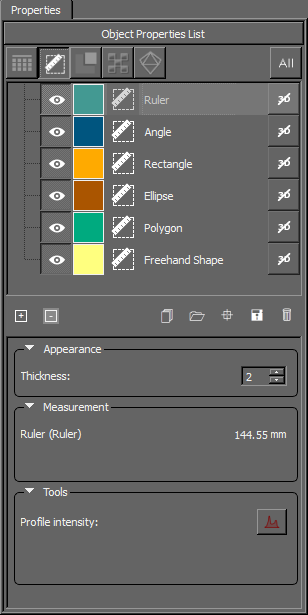 Properties
Object Properties List
All
Ruler
Angle
Rectangle
Ellipse
Polygon
Freehand Shape
Appearance
Thickness: 2
Measurement
Ruler (Ruler) 144.55 mm
Tools
Profile intensity: